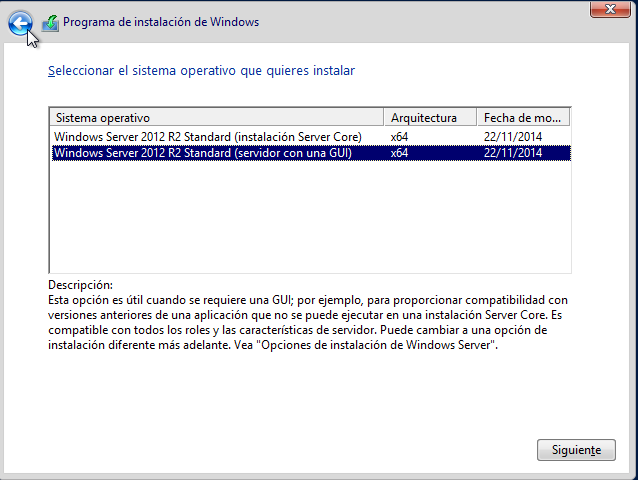 Programa de instalación de Windows
Seleccionar el sistema operativo que quieres instalar
Sistema operativo Arquitectura Fecha de mo...
Windows Server 2012 R2 Standard (instalación Server Core) x64 22/11/2014
Windows Server 2012 R2 Standard (servidor con una GUI) x64 22/11/2014
Descripción:
Esta opción es útil cuando se requiere una GUI; por ejemplo, para proporcionar compatibilidad con
versiones anteriores de una aplicación que no se puede ejecutar en una instalación Server Core. Es
compatible con todos los roles y las características de servidor. Puede cambiar a una opción de
instalación diferente más adelante. Vea "Opciones de instalación de Windows Server".
Siguiente